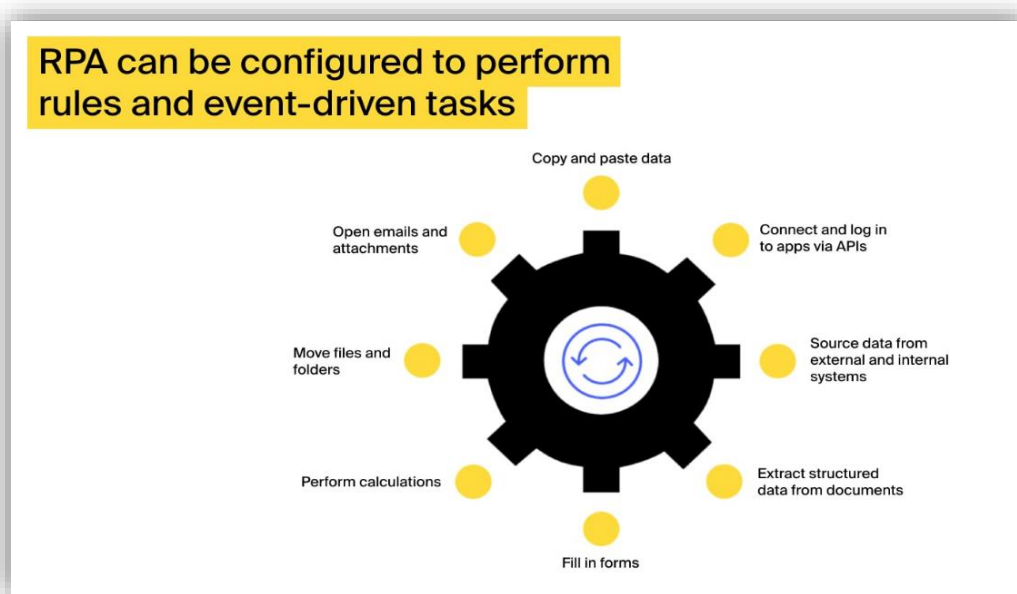 RPA can be configured to perform
rules and event-driven tasks
Copy and paste data
Open emails and
attachments
Connect and log in
to apps via APIs
Move files and
folders
Source data from
external and internal
systems
Perform calculations
Extract structured
data from documents
Fill in forms